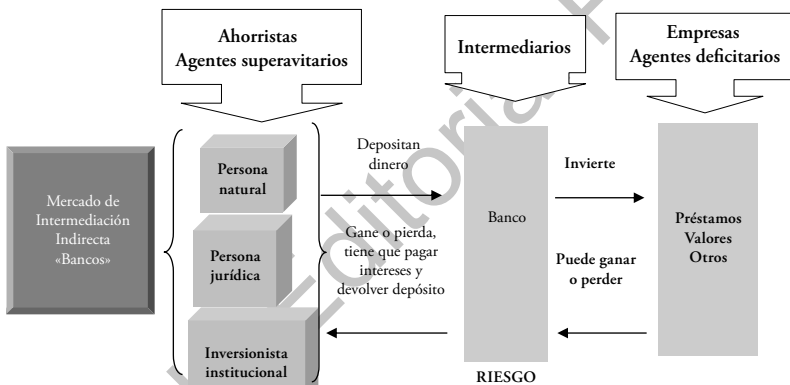 Ahorristas
Agentes superavitarios
Intermediarios
Empresas
Agentes deficitarios
Mercado de
Intermediación
Indirecta
«Bancos»
Persona
natural
Persona
jurídica
Inversionista
institucional
Depositan
dinero
Gane o pierda,
tiene que pagar
intereses y
devolver depósito
Banco
RIESGO
Invierte
Puede ganar
o perder
Préstamos
Valores
Otros
Editorial